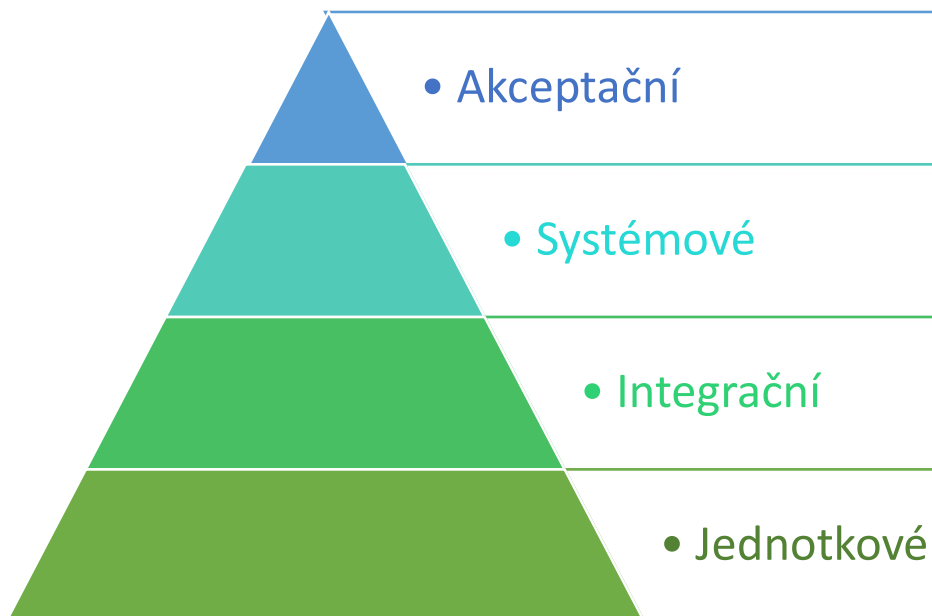 • Akceptační
• Systémové
• Integrační
• Jednotkové